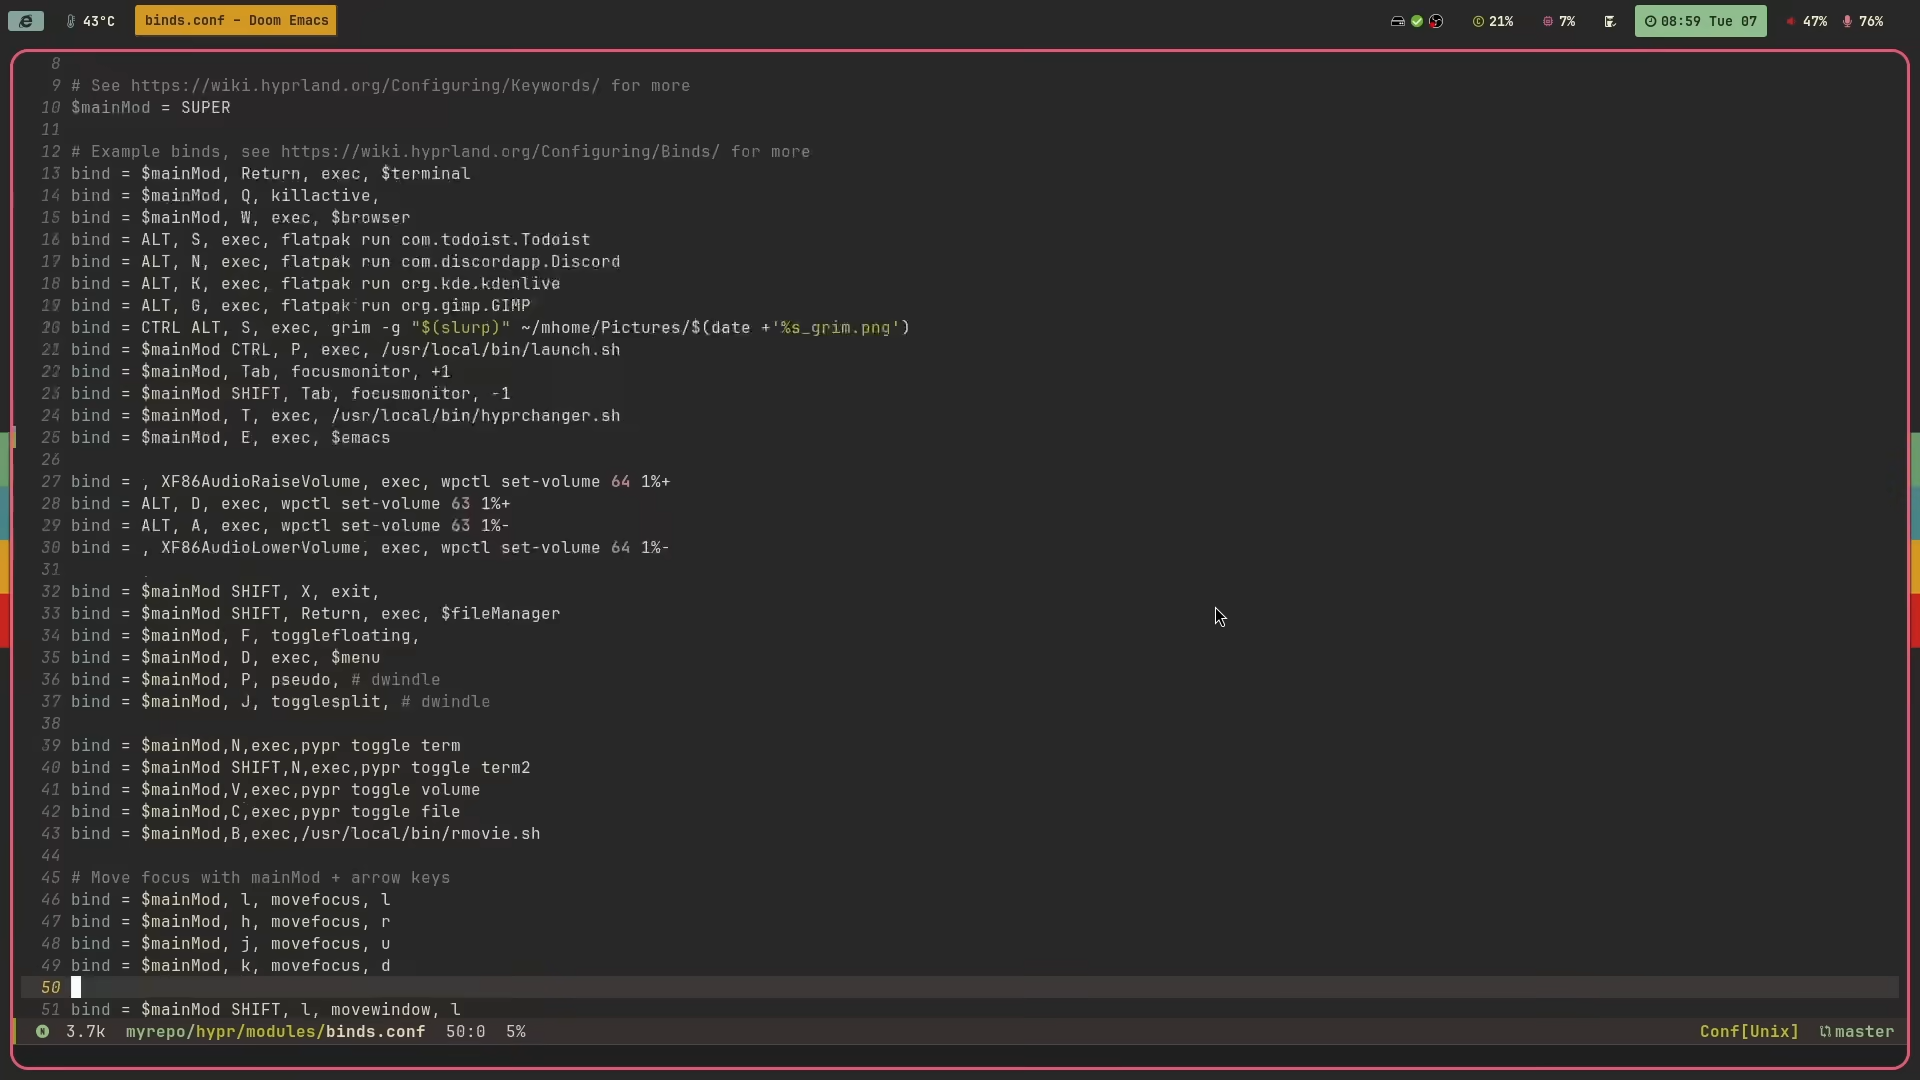 43°C binds.conf - Doom Emacs 21% 7% 08:59 Tue 07 47% 76%
8
9 # See https://wiki.hyprland.org/Configuring/Keywords/ for more
10 $mainMod = SUPER
11
12 # Example binds, see https://wiki.hyprland.org/Configuring/Binds/ for more
13 bind = $mainMod, Return, exec, $terminal
14 bind = $mainMod, Q, killactive,
15 bind = $mainMod, W, exec, $browser
16 bind = ALT, S, exec, flatpak run com.todoist.Todoist
17 bind = ALT, N, exec, flatpak run com.discordapp.Discord
18 bind = ALT, K, exec, flatpak run org.kde.kdenlive
19 bind = ALT, G, exec, flatpak run org.gimp.GIMP
20 bind = CTRL ALT, S, exec, grim -g "$(slurp)" ~/mhome/Pictures/$(date +'%s_grim.png')
21 bind = $mainMod CTRL, P, exec, /usr/local/bin/launch.sh
22 bind = $mainMod, Tab, focusmonitor, +1
23 bind = $mainMod SHIFT, Tab, focusmonitor, -1
24 bind = $mainMod, T, exec, /usr/local/bin/hyprchanger.sh
25 bind = $mainMod, E, exec, $emacs
26
27 bind = , XF86AudioRaiseVolume, exec, wpctl set-volume 64 1%+
28 bind = ALT, D, exec, wpctl set-volume 63 1%+
29 bind = ALT, A, exec, wpctl set-volume 63 1%-
30 bind = , XF86AudioLowerVolume, exec, wpctl set-volume 64 1%-
31
32 bind = $mainMod SHIFT, X, exit,
33 bind = $mainMod SHIFT, Return, exec, $fileManager
34 bind = $mainMod, F, togglefloating,
35 bind = $mainMod, D, exec, $menu
36 bind = $mainMod, P, pseudo, # dwindle
37 bind = $mainMod, J, togglesplit, # dwindle
38
39 bind = $mainMod,N,exec,pypr toggle term
40 bind = $mainMod SHIFT,N,exec,pypr toggle term2
41 bind = $mainMod,V,exec,pypr toggle volume
42 bind = $mainMod,C,exec,pypr toggle file
43 bind = $mainMod,B,exec,/usr/local/bin/rmovie.sh
44
45 # Move focus with mainMod + arrow keys
46 bind = $mainMod, l, movefocus, l
47 bind = $mainMod, h, movefocus, r
48 bind = $mainMod, j, movefocus, u
49 bind = $mainMod, k, movefocus, d
50
51 bind = $mainMod SHIFT, l, movewindow, l
N 3.7k myrepo/hypr/modules/binds.conf 50:0 5% Conf[Unix] master